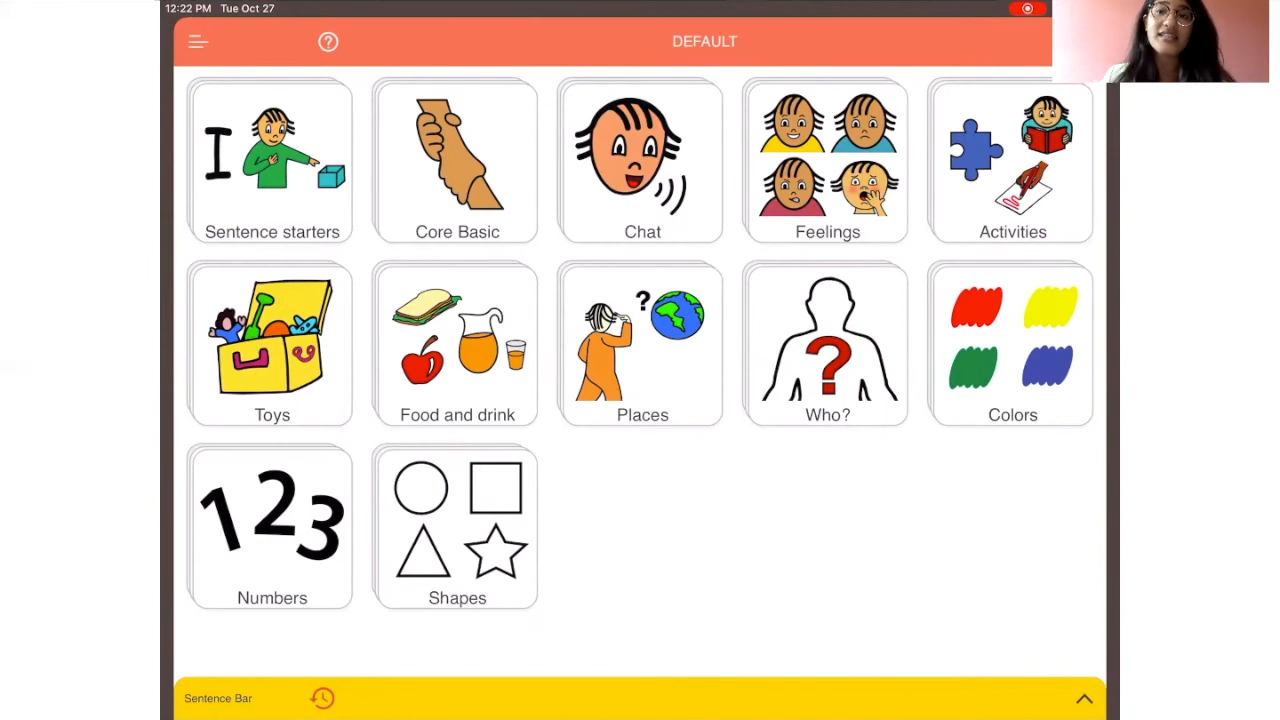 12:22 PM Tue Oct 27
DEFAULT
I
Sentence starters
Core Basic
Chat
Feelings
Activities
Toys
Food and drink
?
Places
?
Who?
Colors
123
Numbers
Shapes
Sentence Bar